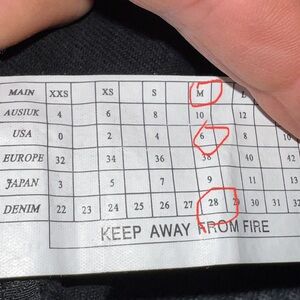 MAIN XXS XS S M L
AUS/UK 4 6 8 10 12
USA 0 2 4 6 8 10
EUROPE 32 34 36 38 40 42
JAPAN 3 5 7 9 11 13
DENIM 22 23 24 25 26 27 28 29 30 31 32
KEEP AWAY FROM FIRE